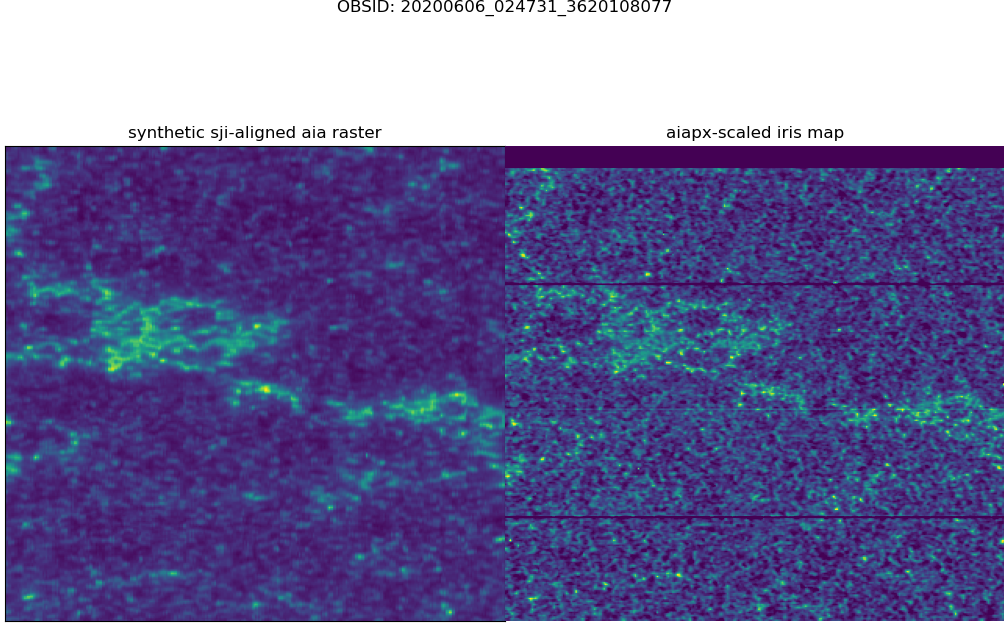 OBSID: 20200606_024731_3620108077
synthetic sji-aligned aia raster
aiapx-scaled iris map